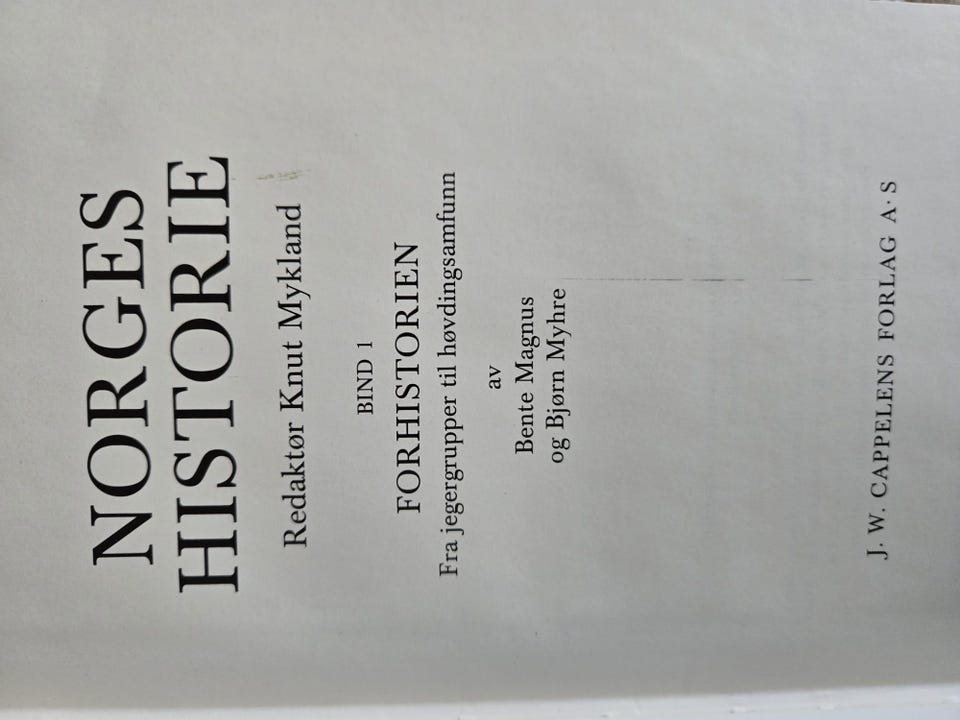 NORGES
HISTORIE
Redaktør Knut Mykland
BIND 1
FORHISTORIEN
Fra jegergrupper til høvdingsamfunn
av
Bente Magnus
og Bjørn Myhre
J. W. CAPPELENS FORLAG A·S